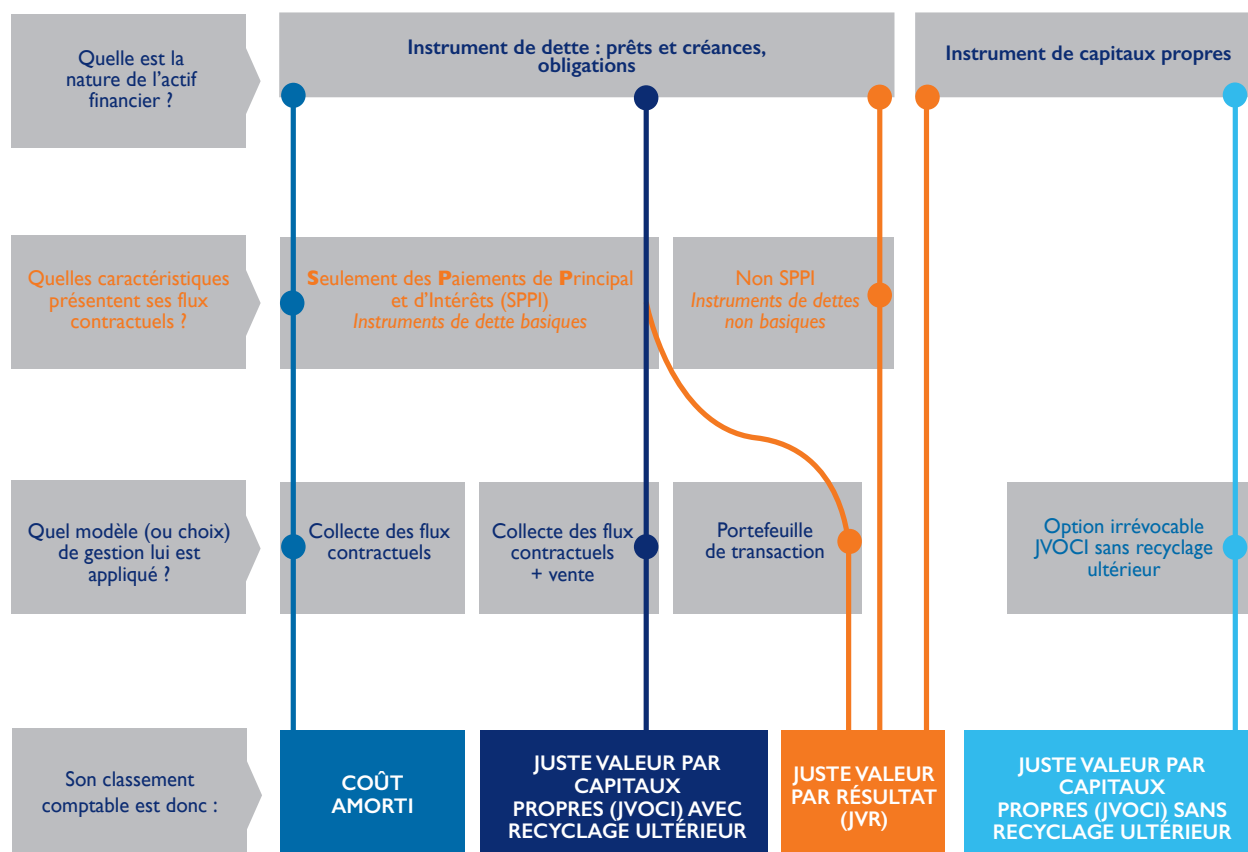 Quelle est la
nature de l’actif
financier ?
Instrument de dette : prêts et créances,
obligations
Instrument de capitaux propres
Quelles caractéristiques
présentent ses flux
contractuels ?
Seulement des Paiements de Principal
et d’Intérêts (SPPI)
Instruments de dette basiques
Non SPPI
Instruments de dettes
non basiques
Quel modèle (ou choix)
de gestion lui est
appliqué ?
Collecte des flux
contractuels
Collecte des flux
contractuels
+ vente
Portefeuille
de transaction
Option irrévocable
JVOCI sans recyclage
ultérieur
Son classement
comptable est donc :
COÛT
AMORTI
JUSTE VALEUR PAR
CAPITAUX
PROPRES (JVOCI) AVEC
RECYCLAGE ULTÉRIEUR
JUSTE VALEUR
PAR RÉSULTAT
(JVR)
JUSTE VALEUR PAR
CAPITAUX
PROPRES (JVOCI) SANS
RECYCLAGE ULTÉRIEUR